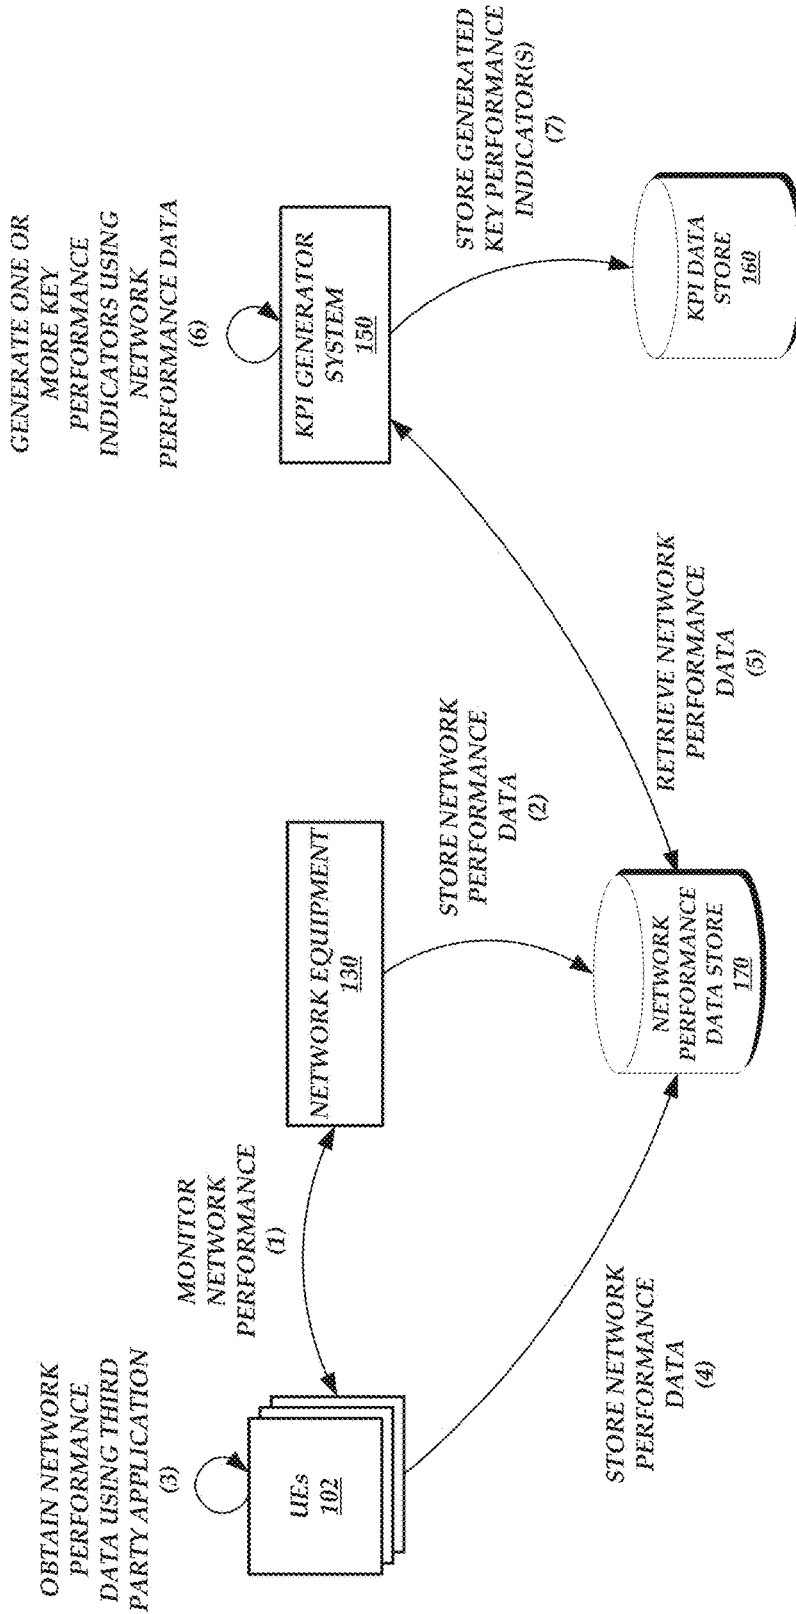 OBTAIN NETWORK
PERFORMANCE
DATA USING THIRD
PARTY APPLICATION
(3)
UEs
102
MONITOR
NETWORK
PERFORMANCE
(1)
NETWORK EQUIPMENT
130
STORE NETWORK
PERFORMANCE
DATA
(2)
STORE NETWORK
PERFORMANCE
DATA
(4)
NETWORK
PERFORMANCE
DATA STORE
170
RETRIEVE NETWORK
PERFORMANCE
DATA
(5)
GENERATE ONE OR
MORE KEY
PERFORMANCE
INDICATORS USING
NETWORK
PERFORMANCE DATA
(6)
KPI GENERATOR
SYSTEM
150
STORE GENERATED
KEY PERFORMANCE
INDICATOR(S)
(7)
KPI DATA
STORE
160